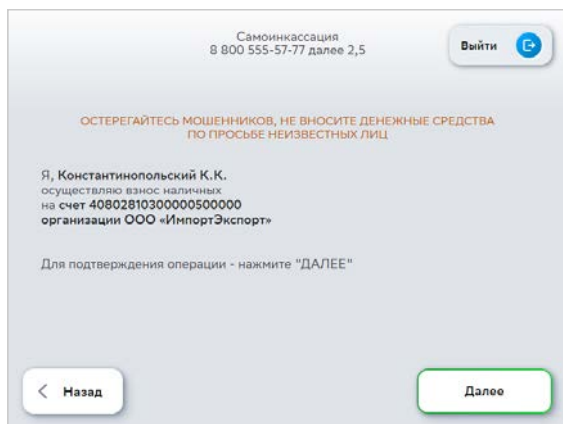 Самоинкассация
8 800 555-57-77 далее 2,5
Выйти
ОСТЕРЕГАЙТЕСЬ МОШЕННИКОВ, НЕ ВНОСИТЕ ДЕНЕЖНЫЕ СРЕДСТВА
ПО ПРОСЬБЕ НЕИЗВЕСТНЫХ ЛИЦ
Я, Константинопольский К.К.
осуществляю взнос наличных
на счет 40802810300000500000
организации ООО «ИмпортЭкспорт»
Для подтверждения операции - нажмите "ДАЛЕЕ"
Назад
Далее